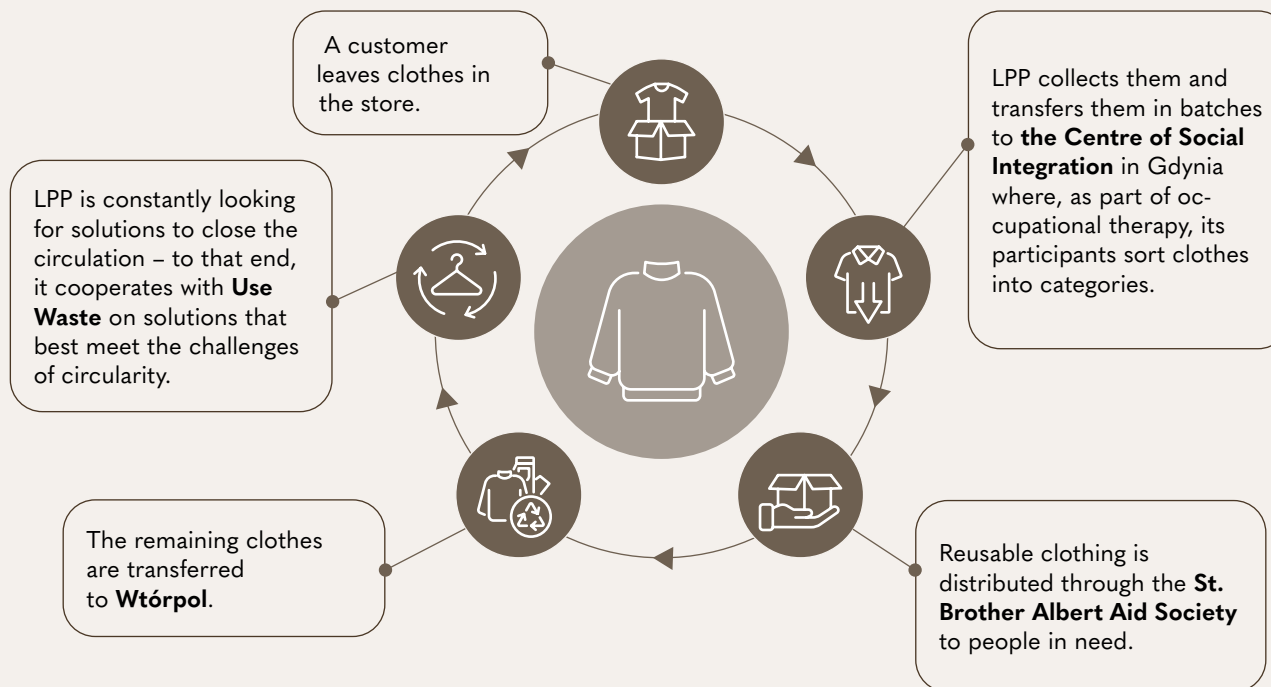 A customer
leaves clothes in
the store.
LPP collects them and
transfers them in batches
to the Centre of Social
Integration in Gdynia
where, as part of oc-
cupational therapy, its
participants sort clothes
into categories.
Reusable clothing is
distributed through the St.
Brother Albert Aid Society
to people in need.
The remaining clothes
are transferred
to Wtórpol.
LPP is constantly looking
for solutions to close the
circulation – to that end,
it cooperates with Use
Waste on solutions that
best meet the challenges
of circularity.